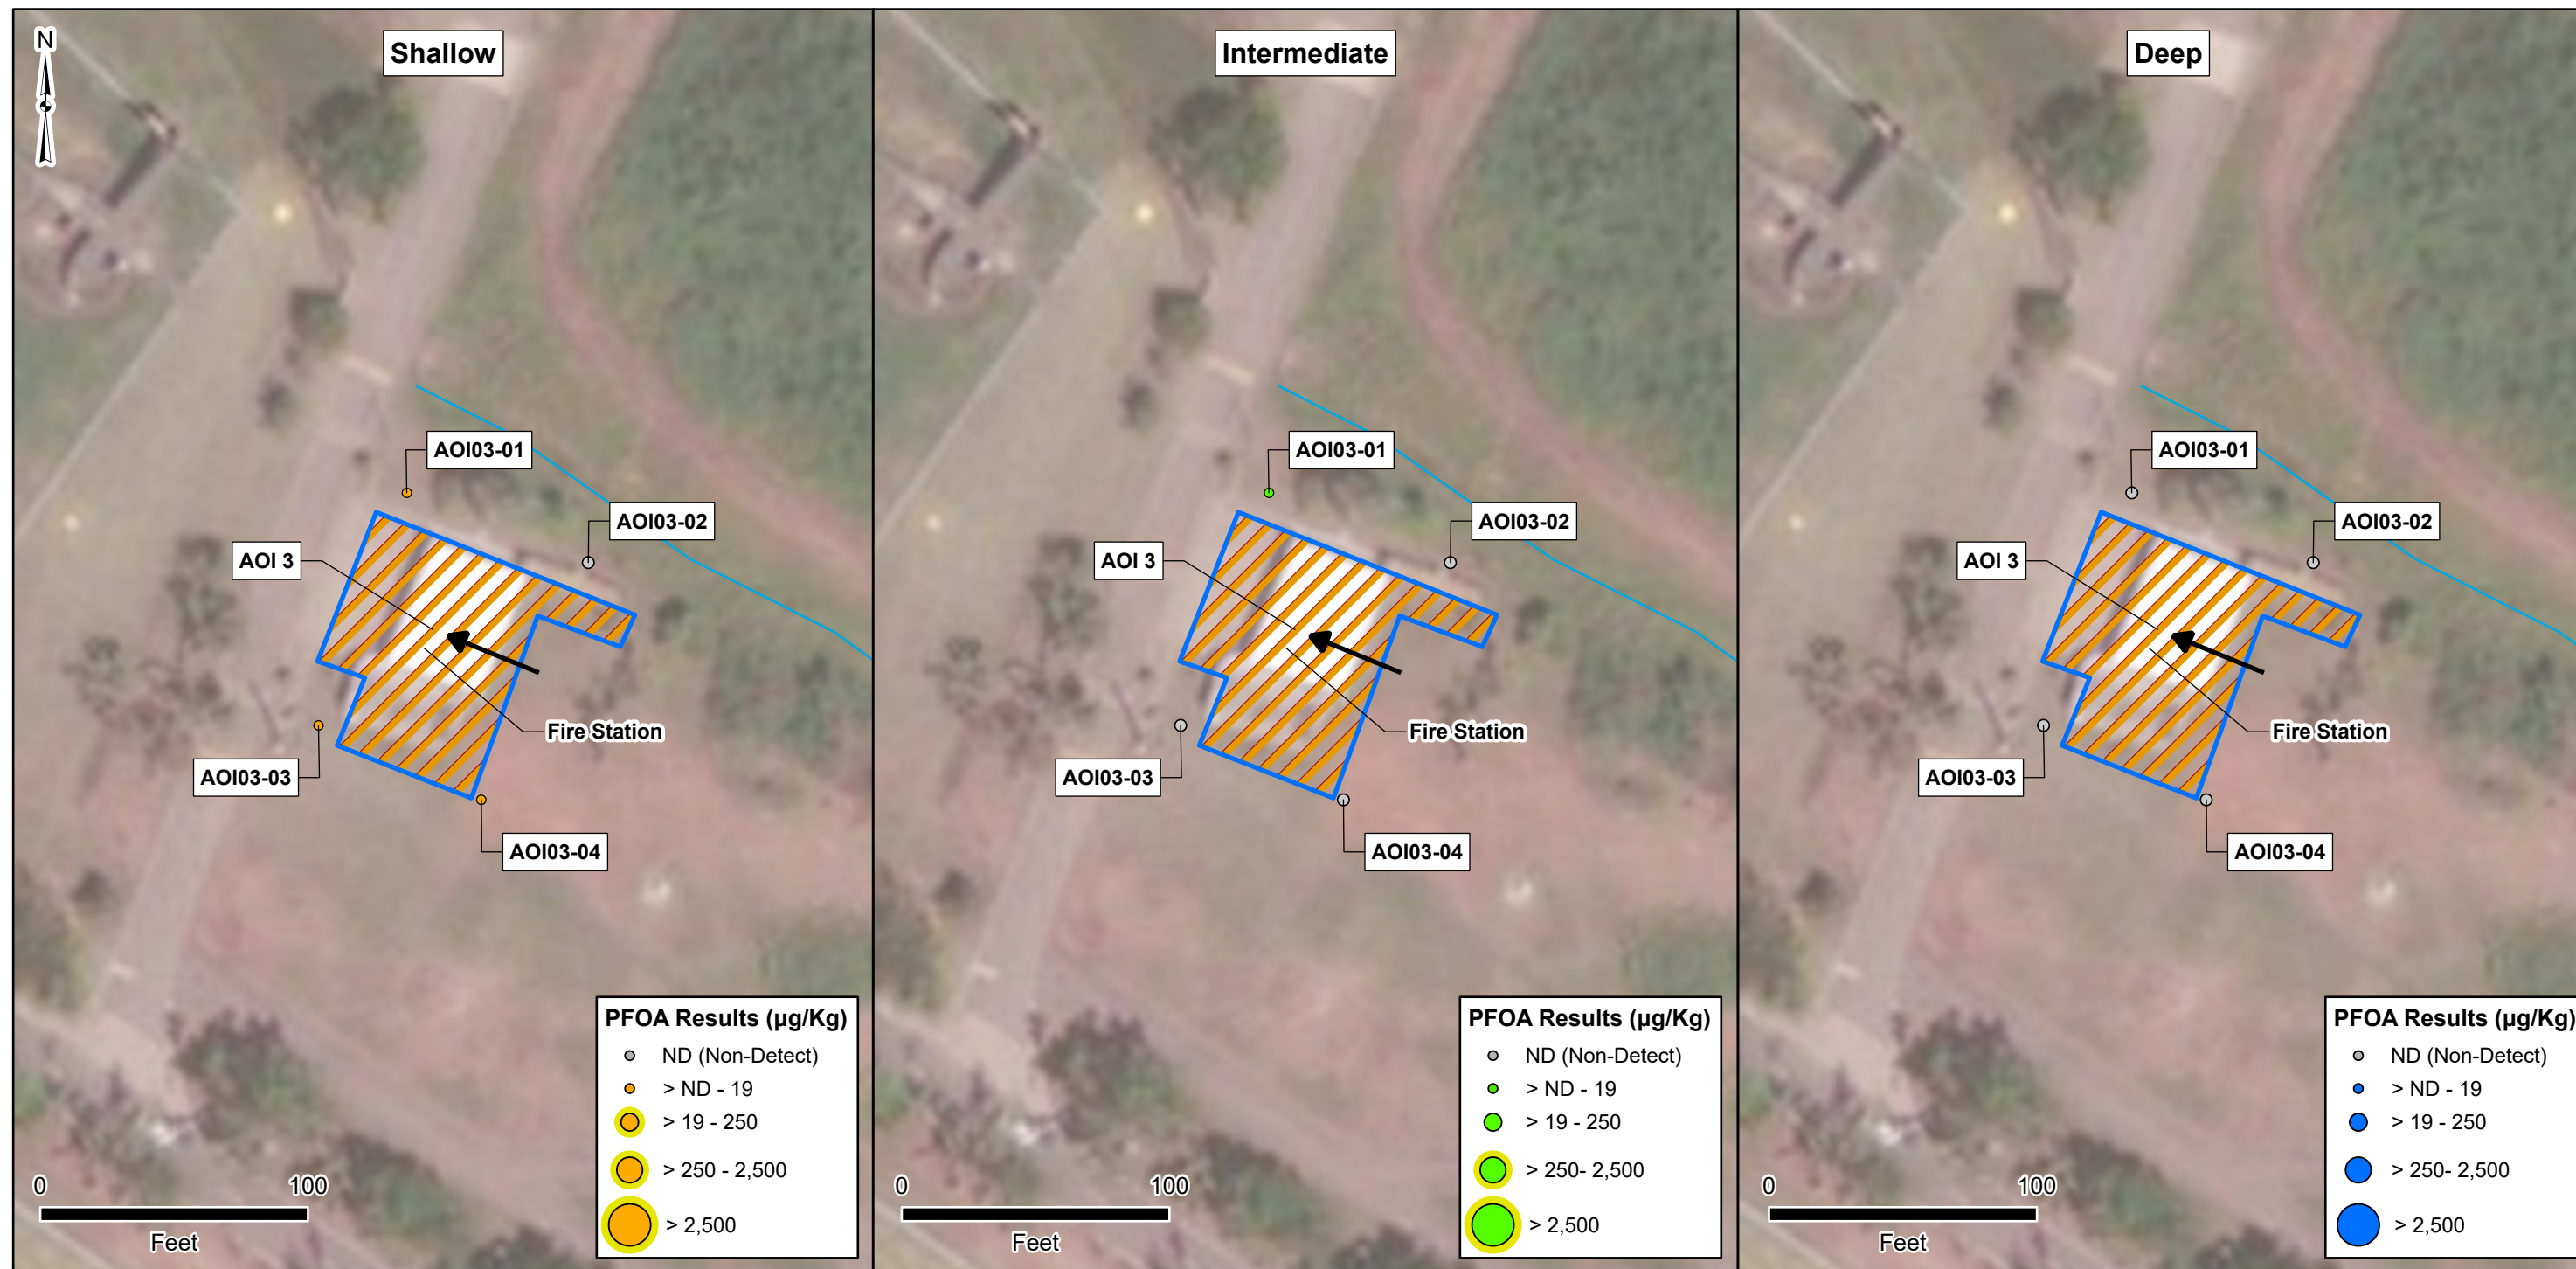 N
Shallow
AOI03-01
AOI03-02
AOI 3
Fire Station
AOI03-03
AOI03-04
PFOA Results (µg/Kg)
ND (Non-Detect)
> ND - 19
> 19 - 250
> 250 - 2,500
> 2,500
0 100
Feet
Intermediate
AOI03-01
AOI03-02
AOI 3
Fire Station
AOI03-03
AOI03-04
PFOA Results (µg/Kg)
ND (Non-Detect)
> ND - 19
> 19 - 250
> 250- 2,500
> 2,500
0 100
Feet
Deep
AOI03-01
AOI03-02
AOI 3
Fire Station
AOI03-03
AOI03-04
PFOA Results (µg/Kg)
ND (Non-Detect)
> ND - 19
> 19 - 250
> 250- 2,500
> 2,500
0 100
Feet